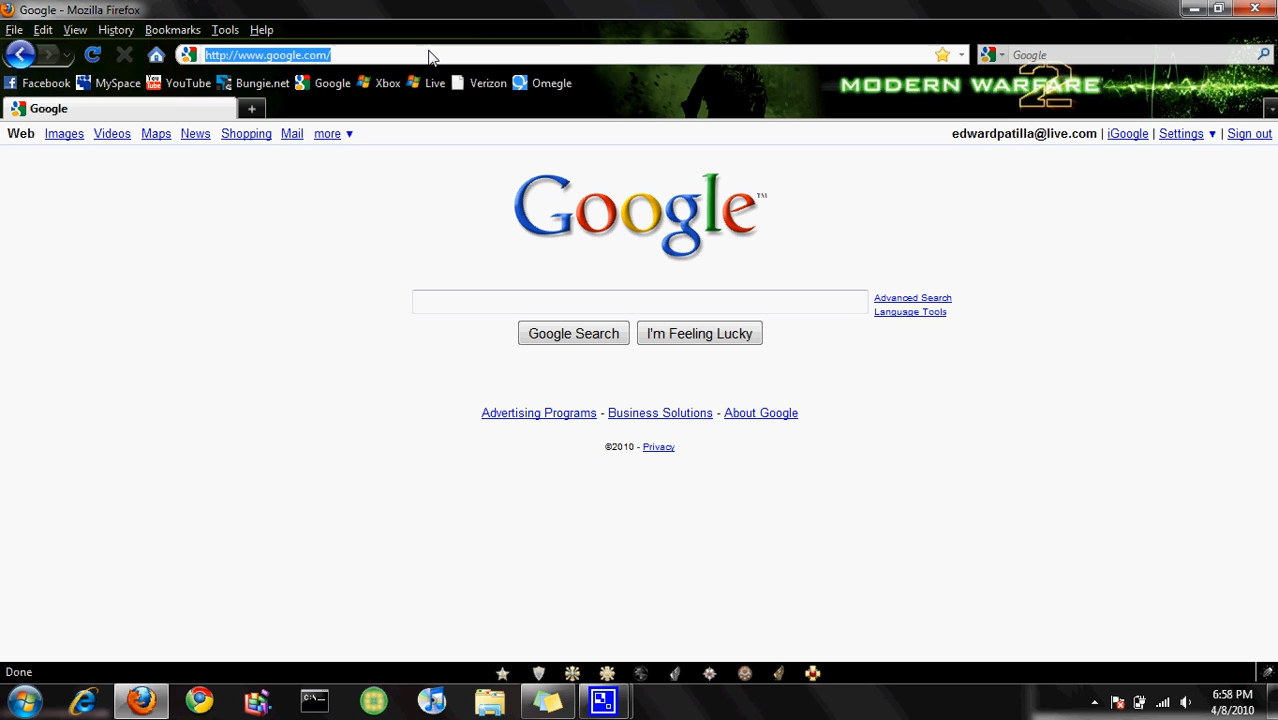 Google - Mozilla Firefox
File Edit View History Bookmarks Tools Help
http://www.google.com/ Google
Facebook MySpace YouTube Bungie.net Google Xbox Live Verizon Omegle
MODERN WARFARE 2
Google
Web Images Videos Maps News Shopping Mail more ▼ edwardpatilla@live.com | iGoogle | Settings ▼ | Sign out
Google™
Advanced Search
Language Tools
Google Search I'm Feeling Lucky
Advertising Programs - Business Solutions - About Google
©2010 - Privacy
Done
C:\
6:58 PM
4/8/2010